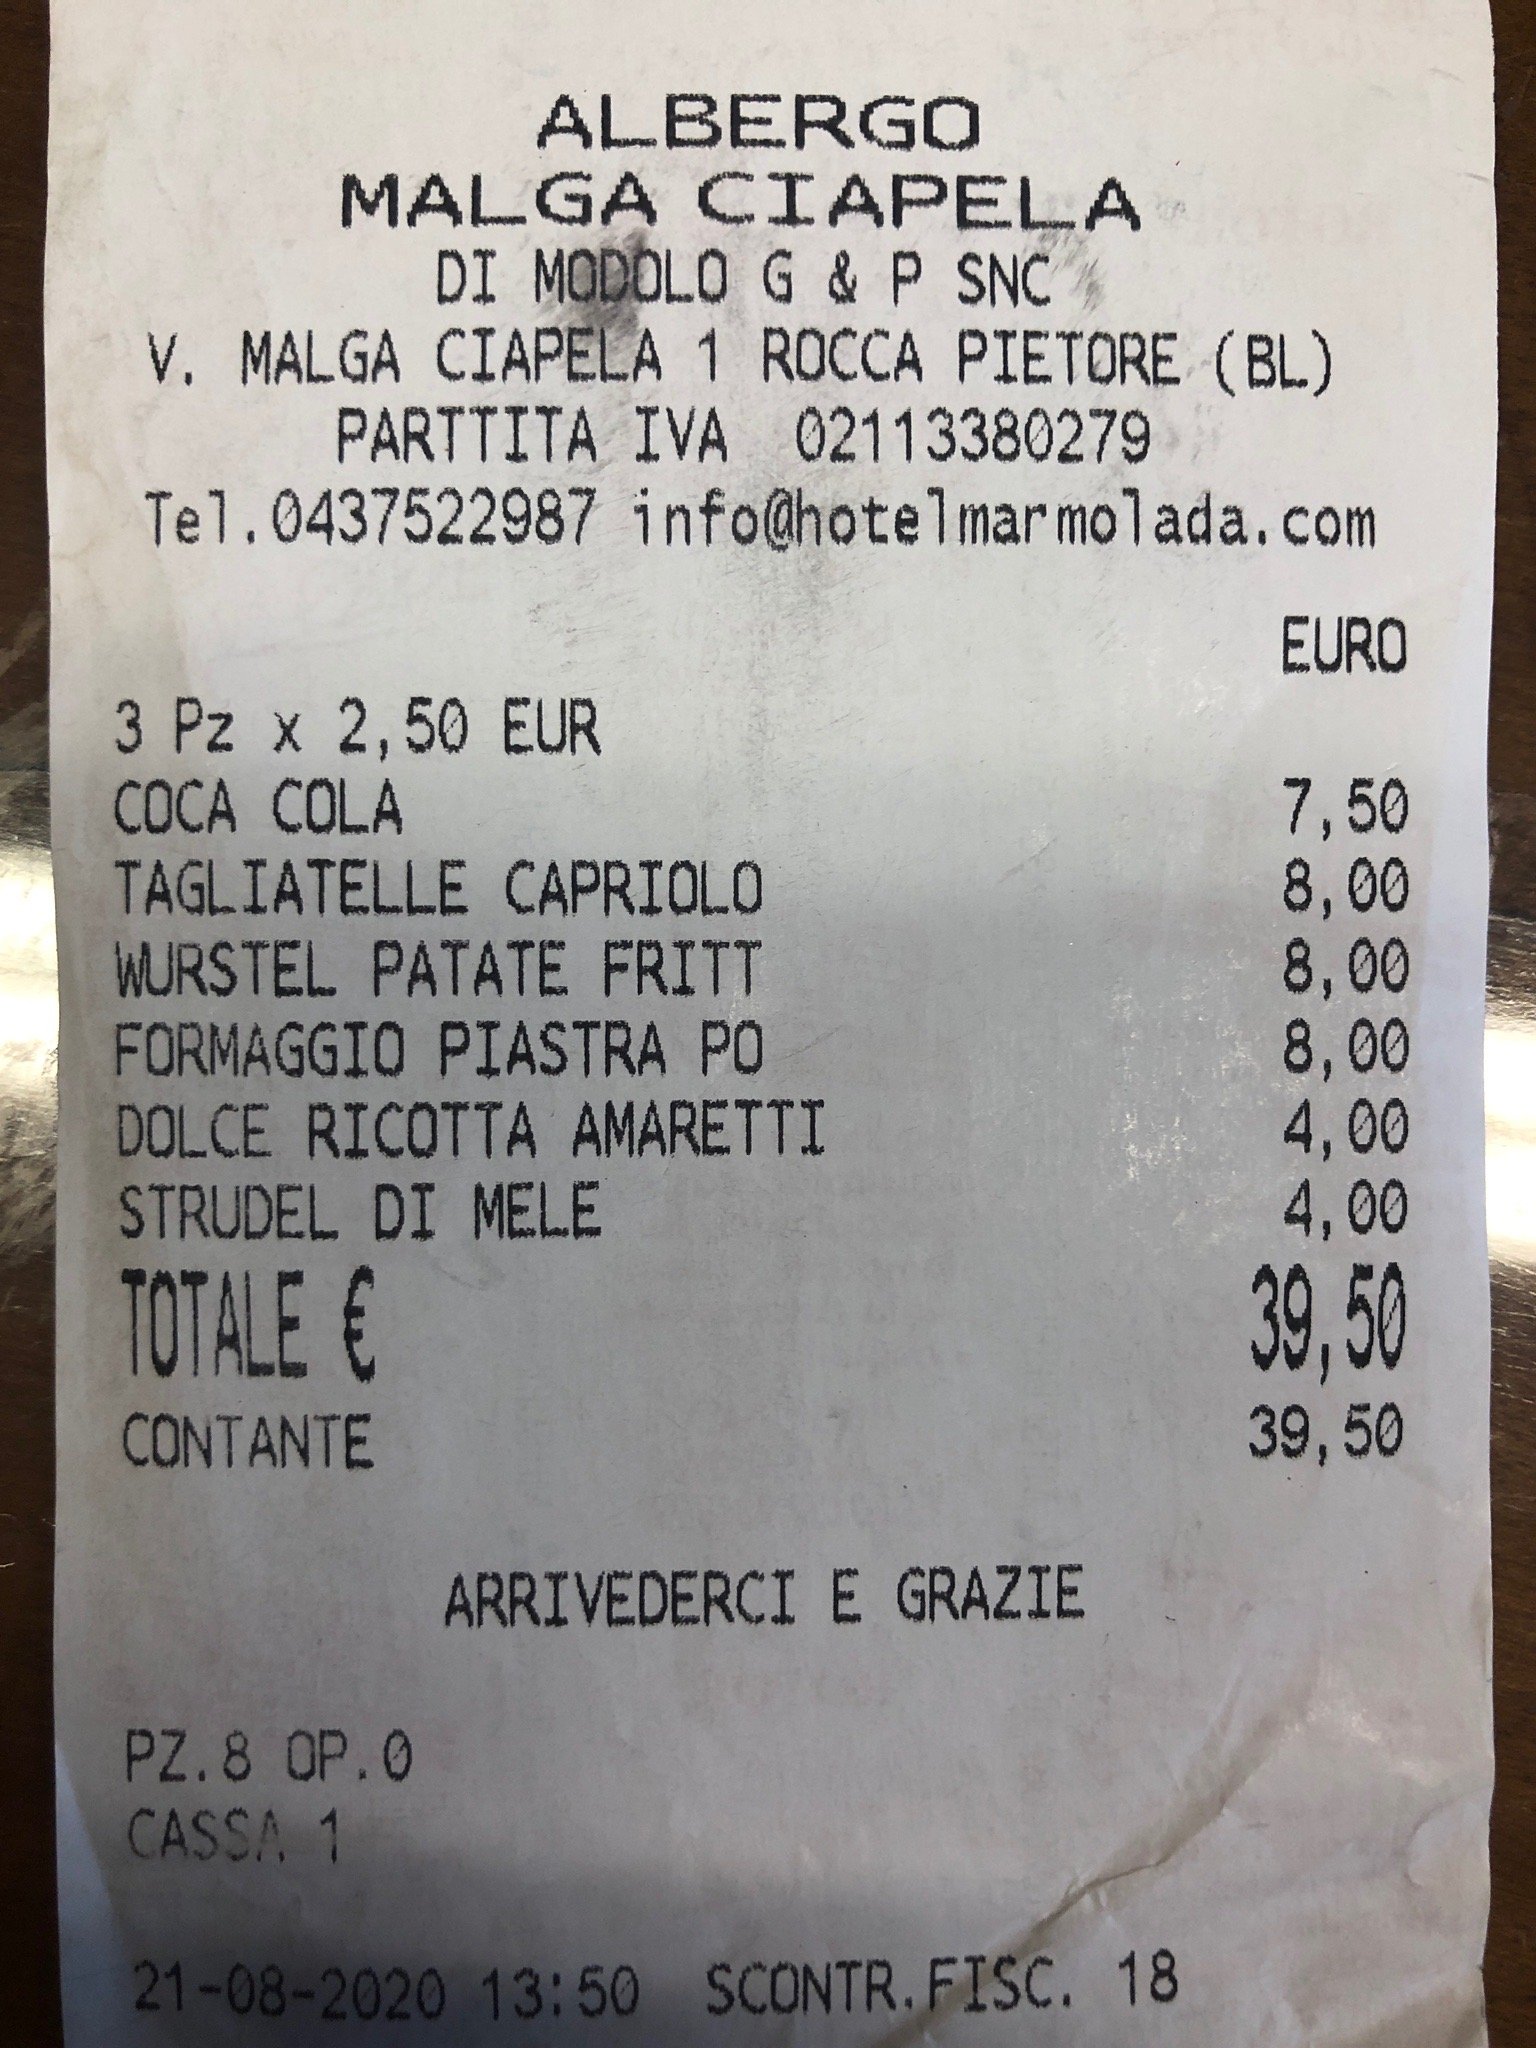 ALBERGO
MALGA CIAPELA
DI MODOLO G & P SNC
V. MALGA CIAPELA 1 ROCCA PIETORE (BL)
PARTTITA IVA 02113380279
Tel.0437522987 info@hotelmarmolada.com
EURO
3 Pz x 2,50 EUR
COCA COLA 7,50
TAGLIATELLE CAPRIOLO 8,00
WURSTEL PATATE FRITT 8,00
FORMAGGIO PIASTRA PO 8,00
DOLCE RICOTTA AMARETTI 4,00
STRUDEL DI MELE 4,00
TOTALE € 39,50
CONTANTE 39,50
ARRIVEDERCI E GRAZIE
PZ.8 OP.0
CASSA 1
21-08-2020 13:50 SCONTR.FISC. 18